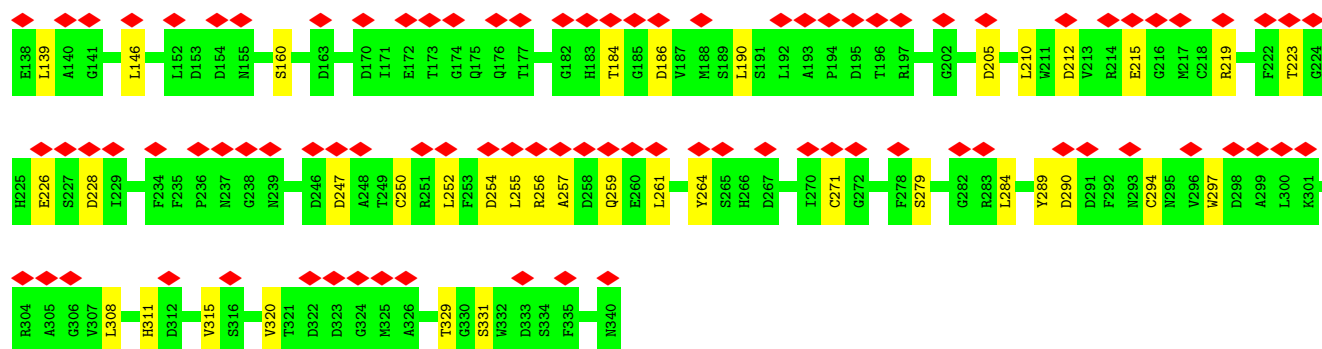 E138 L139 A140 G141 L146 L152 D153 D154 N155 S160 D163 D170 I171 E172 T173 G174 Q175 Q176 T177 G182 H183 T184 G185 D186 V187 M188 S189 L190 S191 L192 A193 P194 D195 T196 R197 G202 D205 L210 W211 D212 V213 R214 E215 G216 M217 C218 R219 F222 T223 G224
H225 E226 S227 D228 I229 F234 F235 P236 N237 G238 N239 D246 D247 A248 T249 C250 R251 L252 F253 D254 L255 R256 A257 D258 Q259 E260 L261 Y264 S265 H266 D267 I270 C271 G272 F278 S279 G282 R283 L284 Y289 D290 D291 F292 N293 C294 N295 V296 W297 D298 A299 L300 K301
R304 A305 G306 V307 L308 H311 D312 V315 S316 V320 T321 D322 D323 G324 M325 A326 T329 G330 S331 W332 D333 S334 F335 N340